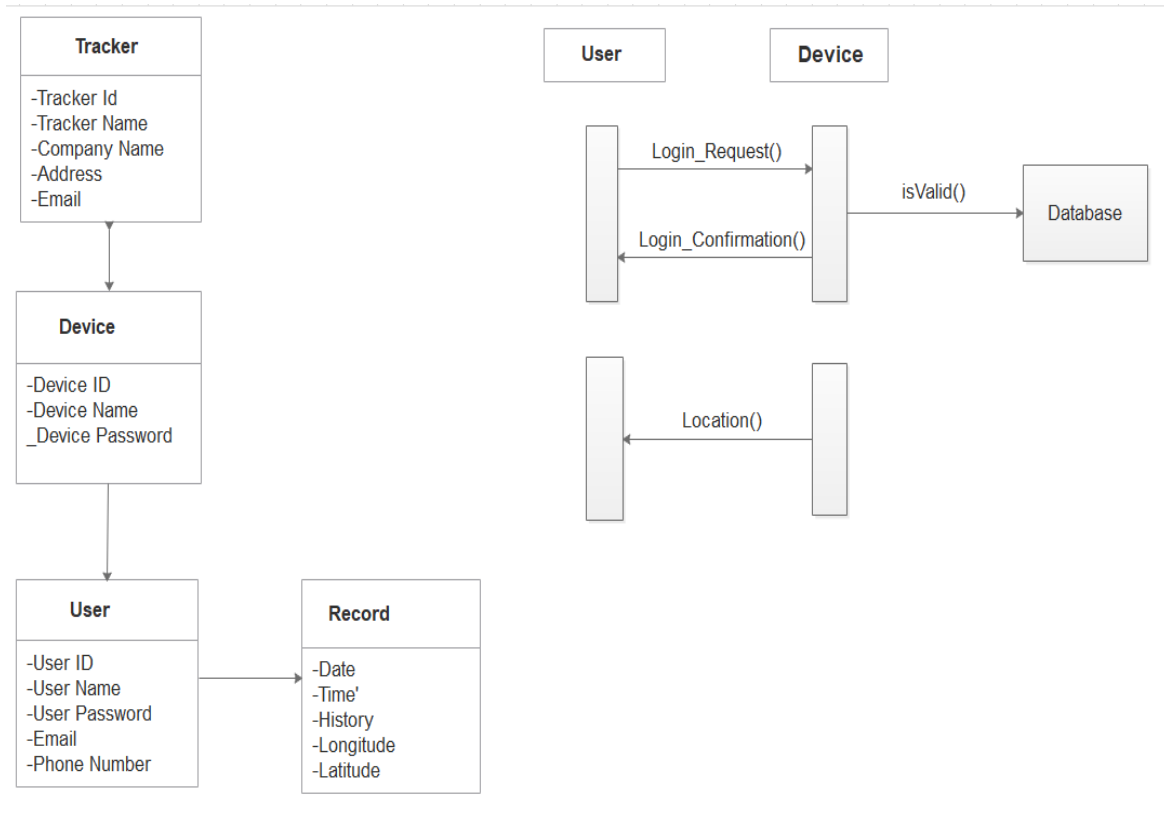 Tracker
-Tracker Id
-Tracker Name
-Company Name
-Address
-Email
Device
-Device ID
-Device Name
_Device Password
User
-User ID
-User Name
-User Password
-Email
-Phone Number
Record
-Date
-Time'
-History
-Longitude
-Latitude
User
Device
Login_Request()
isValid()
Database
Login_Confirmation()
Location()